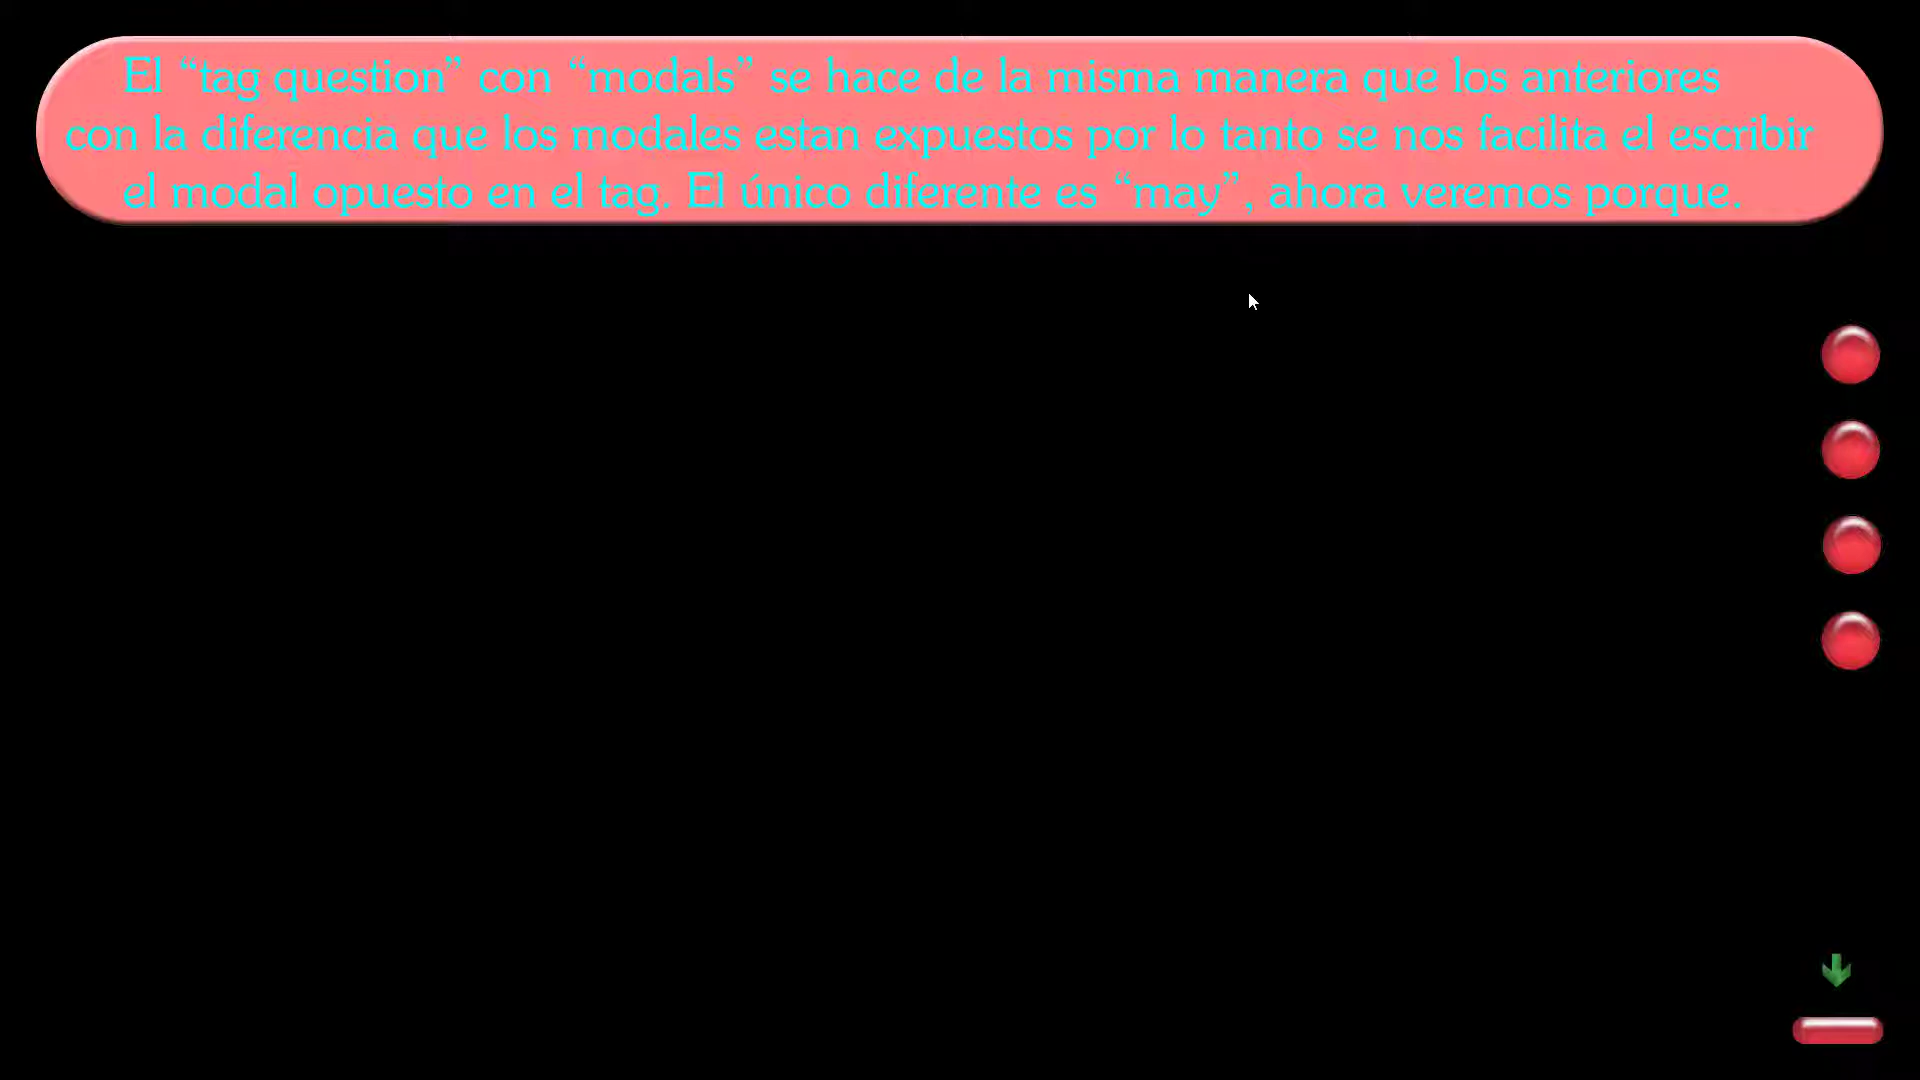 El “tag question” con “modals” se hace de la misma manera que los anteriores
con la diferencia que los modales estan expuestos por lo tanto se nos facilita el escribir
el modal opuesto en el tag. El único diferente es “may”, ahora veremos porque.